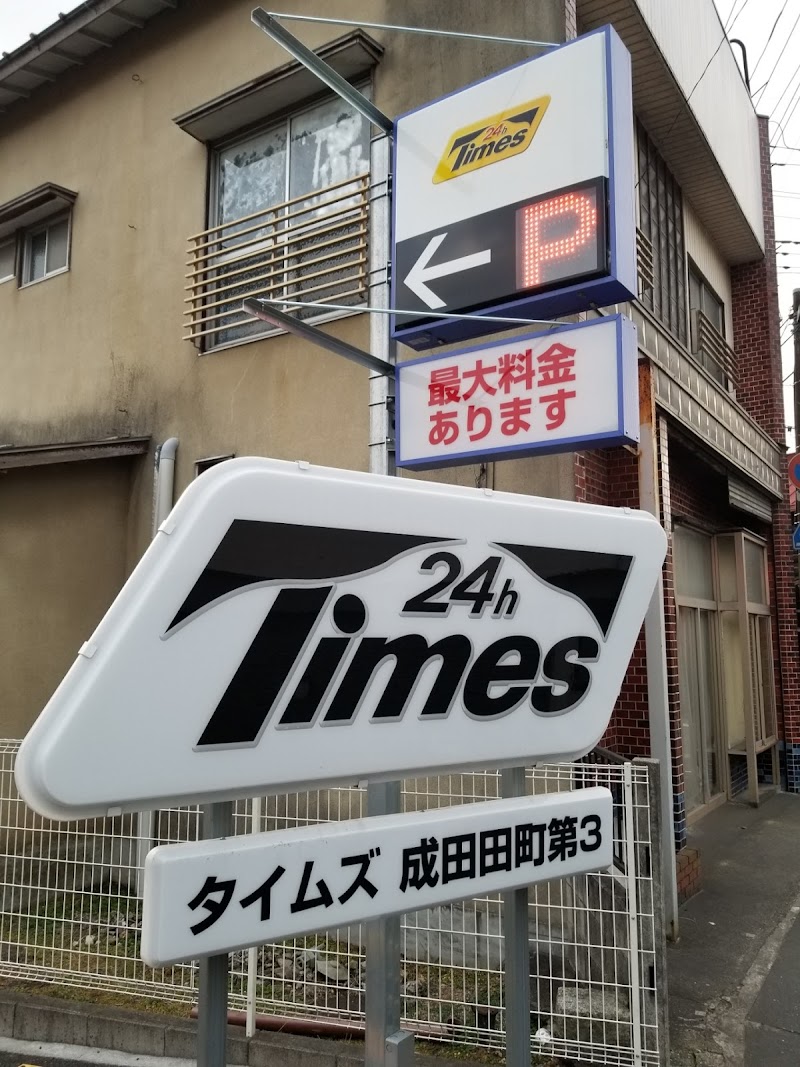 24h
Times
← P
最大料金
あります
24h
Times
タイムズ 成田田町第3